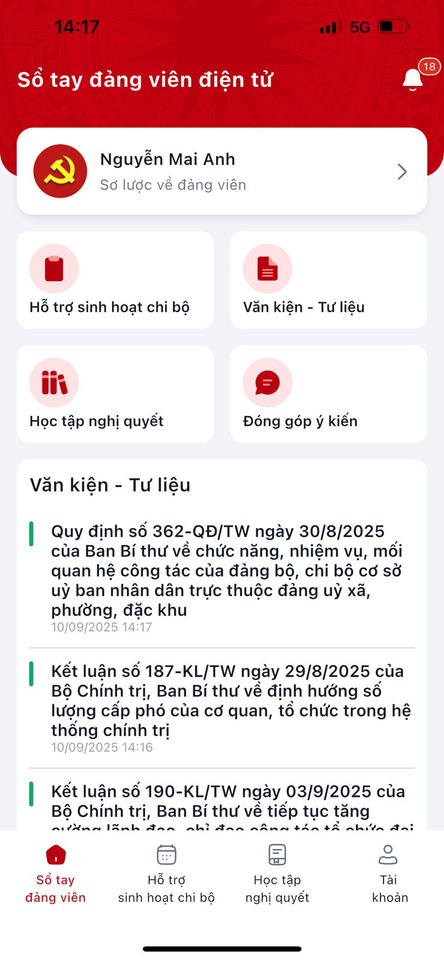 14:17
5G
Sổ tay đảng viên điện tử
18
Nguyễn Mai Anh
Sơ lược về đảng viên
Hỗ trợ sinh hoạt chi bộ
Văn kiện - Tư liệu
Học tập nghị quyết
Đóng góp ý kiến
Văn kiện - Tư liệu
Quy định số 362-QĐ/TW ngày 30/8/2025
của Ban Bí thư về chức năng, nhiệm vụ, mối
quan hệ công tác của đảng bộ, chi bộ cơ sở
uỷ ban nhân dân trực thuộc đảng uỷ xã,
phường, đặc khu
10/09/2025 14:17
Kết luận số 187-KL/TW ngày 29/8/2025 của
Bộ Chính trị, Ban Bí thư về định hướng số
lượng cấp phó của cơ quan, tổ chức trong hệ
thống chính trị
10/09/2025 14:16
Kết luận số 190-KL/TW ngày 03/9/2025 của
Bộ Chính trị, Ban Bí thư về tiếp tục tăng
cường lãnh đạo, chỉ đạo công tác tổ chức đại
Sổ tay
đảng viên
Hỗ trợ
sinh hoạt chi bộ
Học tập
nghị quyết
Tài
khoản